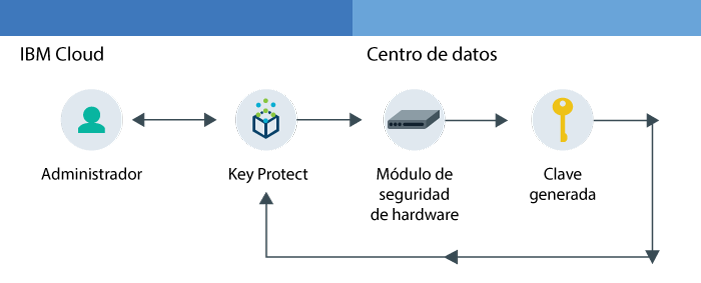 IBM Cloud
Centro de datos
Administrador
Key Protect
Módulo de
seguridad
de hardware
Clave
generada